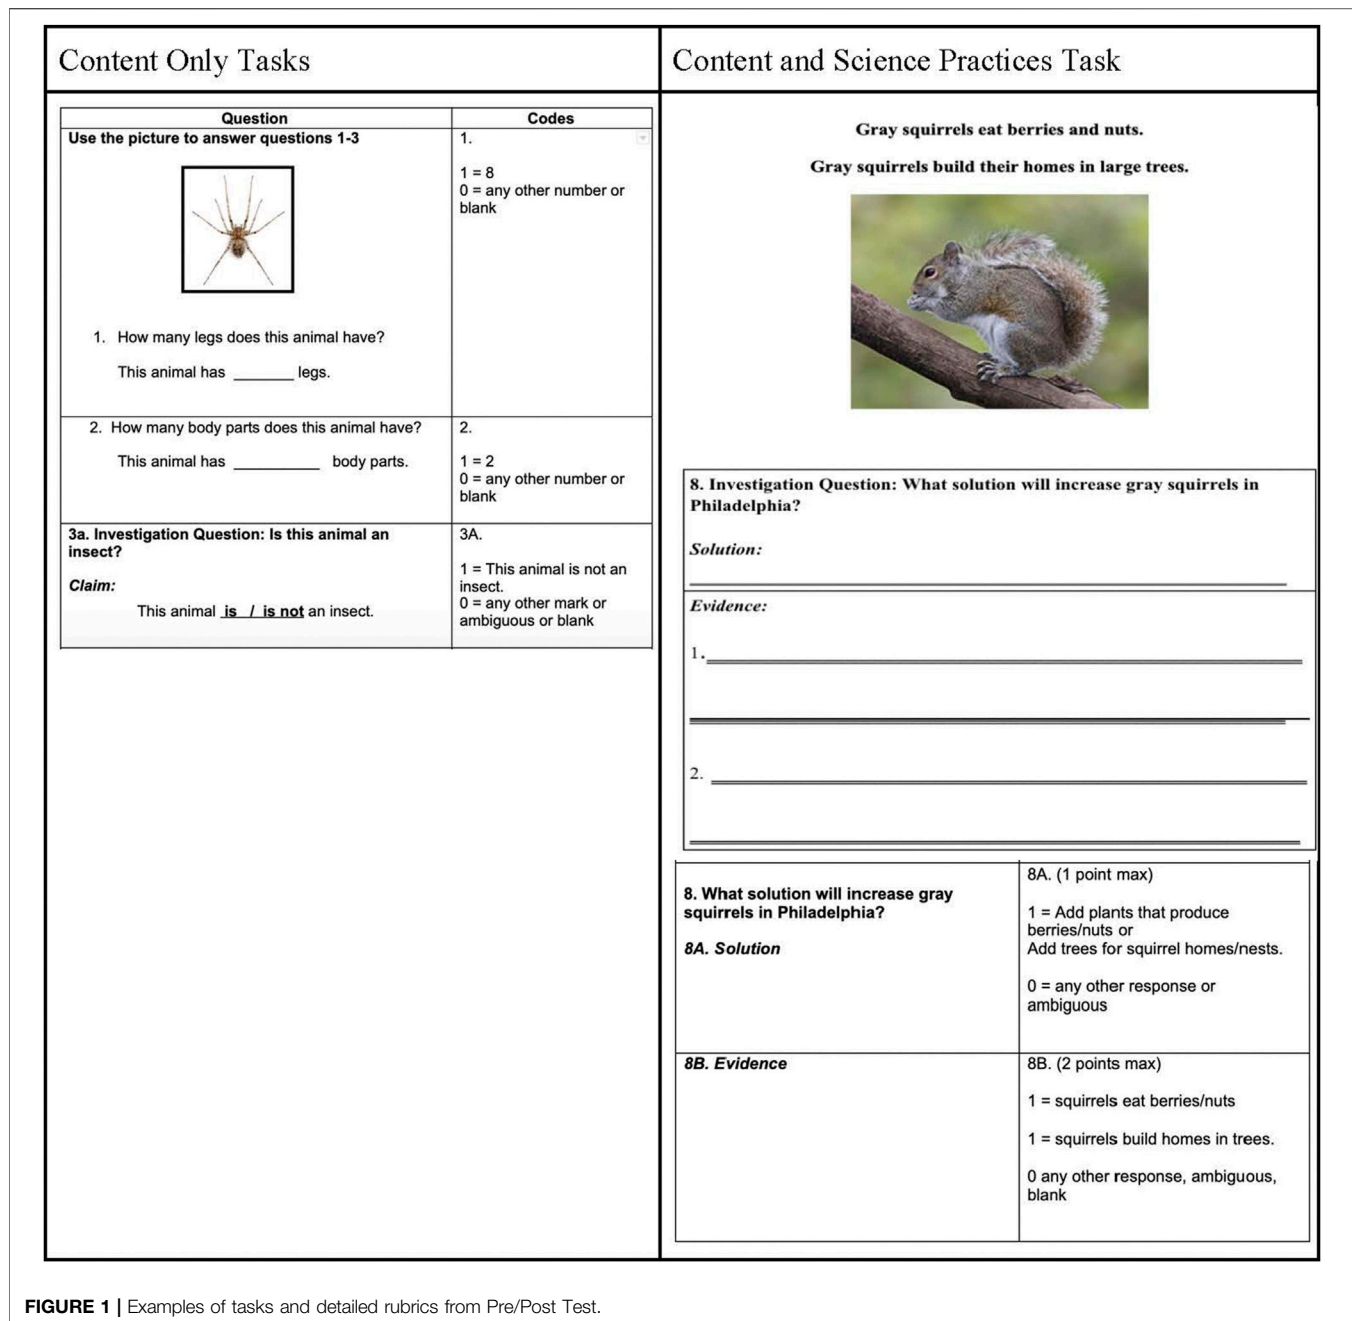 Content Only Tasks
Content and Science Practices Task
Question
Codes
Use the picture to answer questions 1-3
1. How many legs does this animal have?
This animal has _______ legs.
1.
1 = 8
0 = any other number or
blank
2. How many body parts does this animal have?
This animal has __________ body parts.
2.
1 = 2
0 = any other number or
blank
3a. Investigation Question: Is this animal an
insect?
Claim:
This animal is / is not an insect.
3A.
1 = This animal is not an
insect.
0 = any other mark or
ambiguous or blank
Gray squirrels eat berries and nuts.
Gray squirrels build their homes in large trees.
8. Investigation Question: What solution will increase gray squirrels in
Philadelphia?
Solution:
Evidence:
1.
2.
8. What solution will increase gray
squirrels in Philadelphia?
8A. Solution
8A. (1 point max)
1 = Add plants that produce
berries/nuts or
Add trees for squirrel homes/nests.
0 = any other response or
ambiguous
8B. Evidence
8B. (2 points max)
1 = squirrels eat berries/nuts
1 = squirrels build homes in trees.
0 any other response, ambiguous,
blank
FIGURE 1 | Examples of tasks and detailed rubrics from Pre/Post Test.